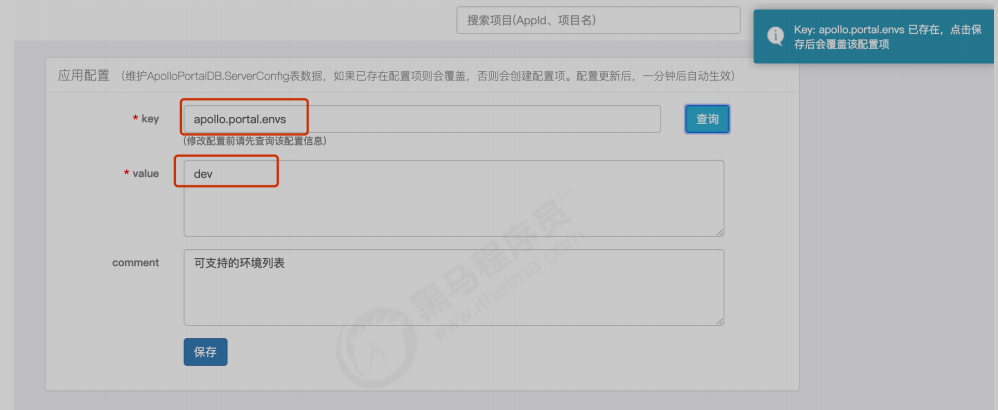 搜索项目(AppId、项目名)
Key: apollo.portal.envs 已存在，点击保
存后会覆盖该配置项
应用配置 （维护ApolloPortalDB.ServerConfig表数据，如果已存在配置项则会覆盖，否则会创建配置项。配置更新后，一分钟后自动生效）
* key
apollo.portal.envs
查询
(修改配置前请先查询该配置信息)
* value
dev
comment
可支持的环境列表
保存
黑马程序员™
www.itheima.com